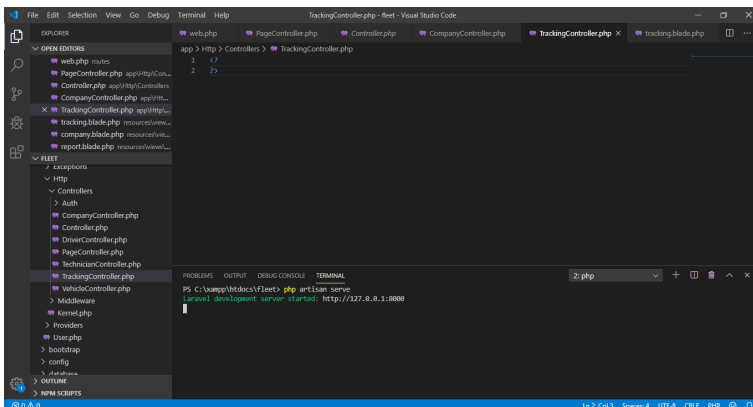 File Edit Selection View Go Debug Terminal Help TrackingController.php - fleet - Visual Studio Code
EXPLORER
OPEN EDITORS
web.php routes
PageController.php app\Http\Con...
Controller.php app\Http\Controllers
CompanyController.php app\Htt...
TrackingController.php app\Http\...
tracking.blade.php resources\view...
company.blade.php resources\vie...
report.blade.php resources\views\...
FLEET
Exceptions
Http
Controllers
Auth
CompanyController.php
Controller.php
DriverController.php
PageController.php
TechnicianController.php
TrackingController.php
VehicleController.php
Middleware
Kernel.php
Providers
User.php
bootstrap
config
database
OUTLINE
NPM SCRIPTS
web.php PageController.php Controller.php CompanyController.php TrackingController.php tracking.blade.php
app > Http > Controllers > TrackingController.php
1 <?
2 ?>
PROBLEMS OUTPUT DEBUG CONSOLE TERMINAL 2: php
PS C:\xampp\htdocs\fleet> php artisan serve
Laravel development server started: http://127.0.0.1:8000
1
0 0 Ln 2, Col 3 Spaces: 4 UTF-8 CRLF PHP